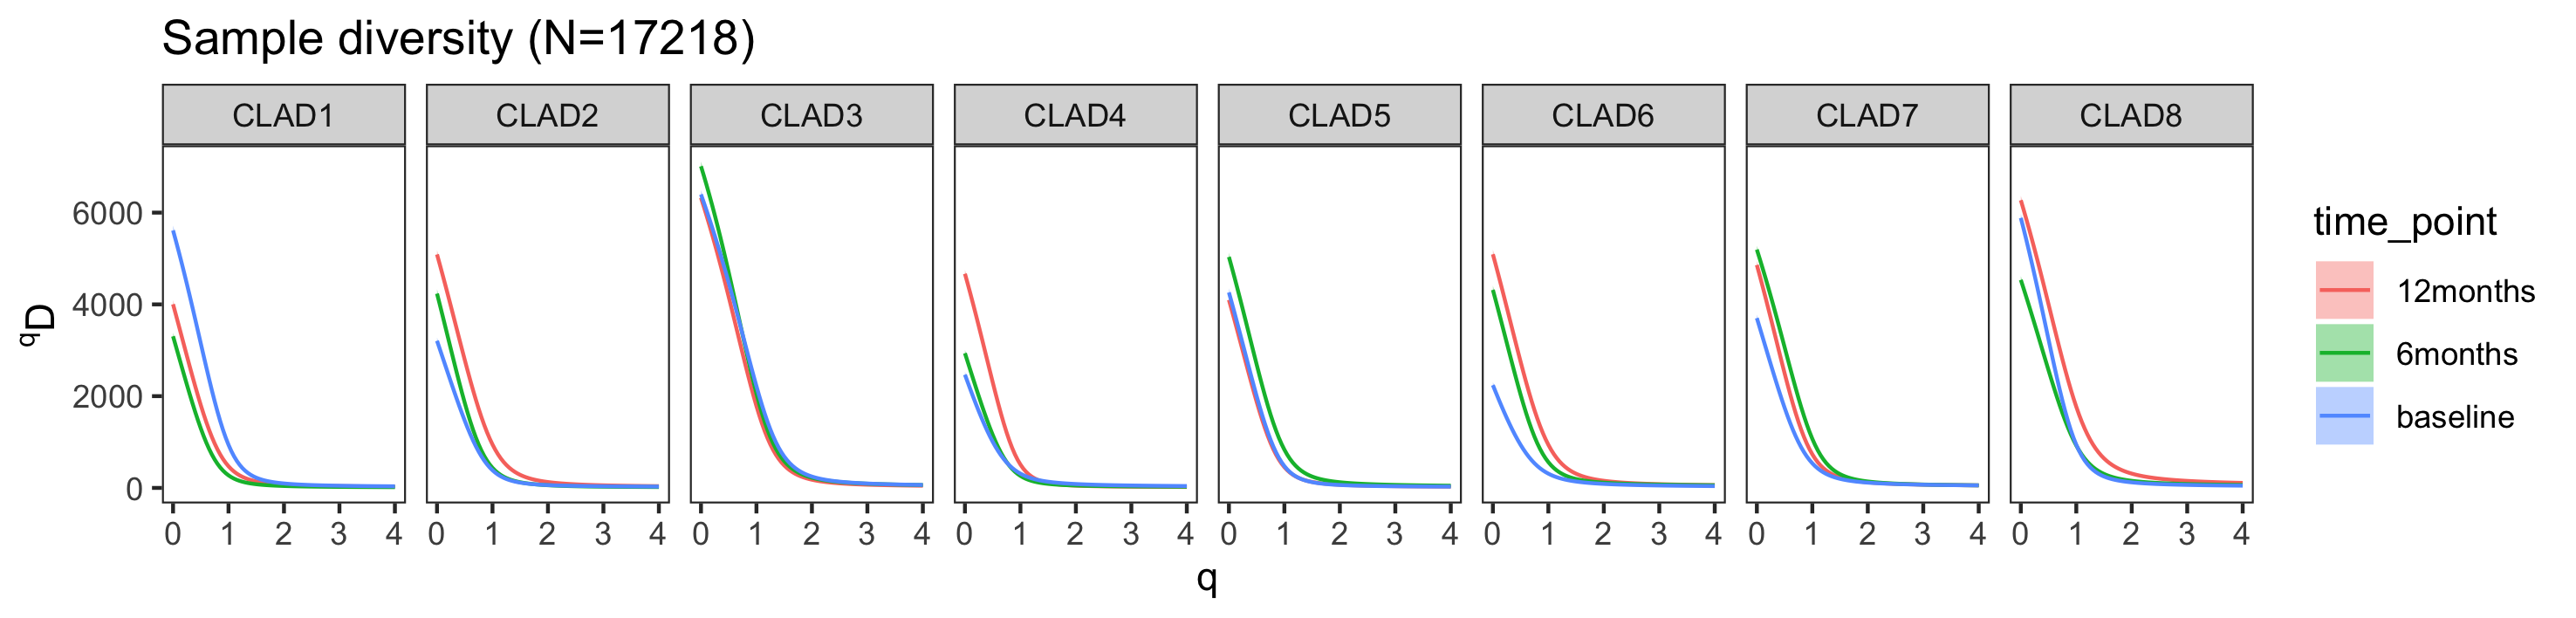 Sample diversity (N=17218)
CLAD1 CLAD2 CLAD3 CLAD4 CLAD5 CLAD6 CLAD7 CLAD8
6000
4000
2000
0
qD
0 1 2 3 4 0 1 2 3 4 0 1 2 3 4 0 1 2 3 4 0 1 2 3 4 0 1 2 3 4 0 1 2 3 4 0 1 2 3 4
q
time_point
12months
6months
baseline